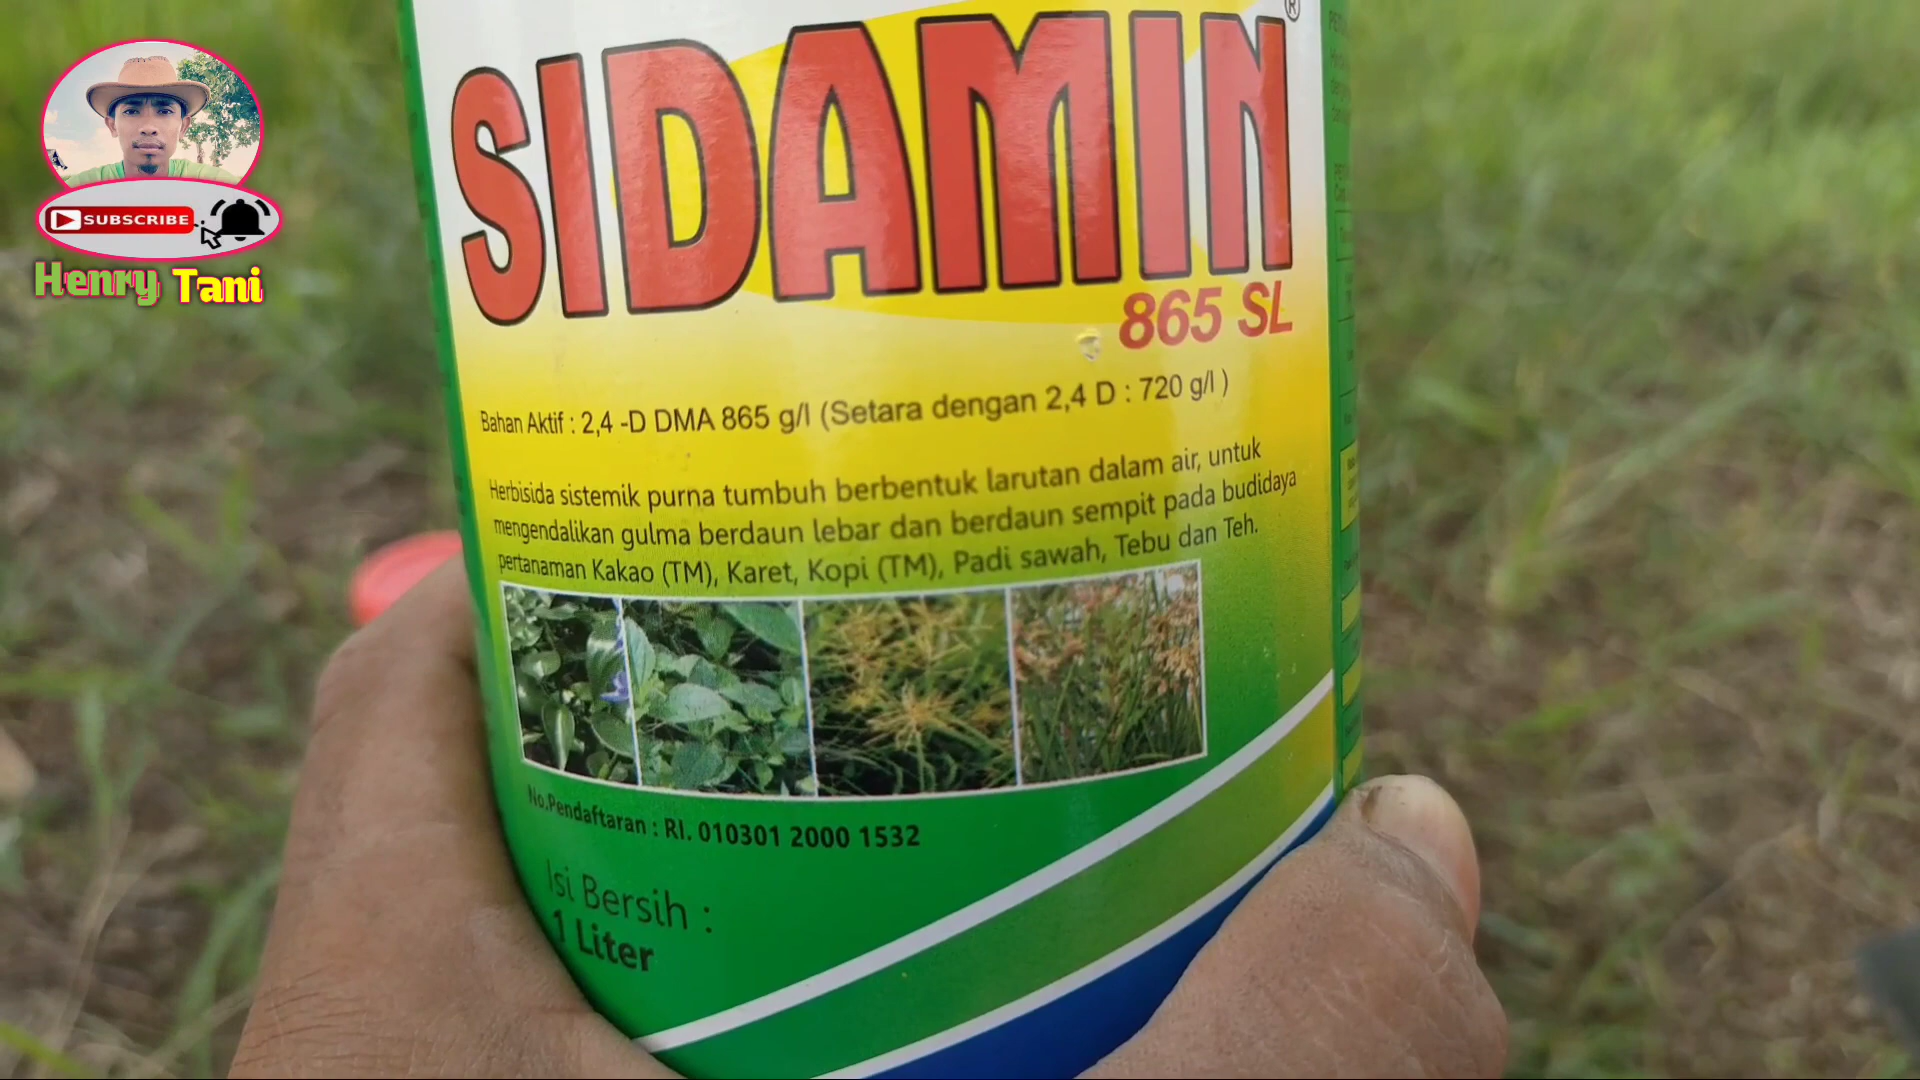 SIDAMIN®
865 SL
Bahan Aktif : 2,4 -D DMA 865 g/l (Setara dengan 2,4 D : 720 g/l )
Herbisida sistemik purna tumbuh berbentuk larutan dalam air, untuk
mengendalikan gulma berdaun lebar dan berdaun sempit pada budidaya
pertanaman Kakao (TM), Karet, Kopi (TM), Padi sawah, Tebu dan Teh.
No.Pendaftaran : RI. 010301 2000 1532
Isi Bersih :
1 Liter
SUBSCRIBE
Henry Tani